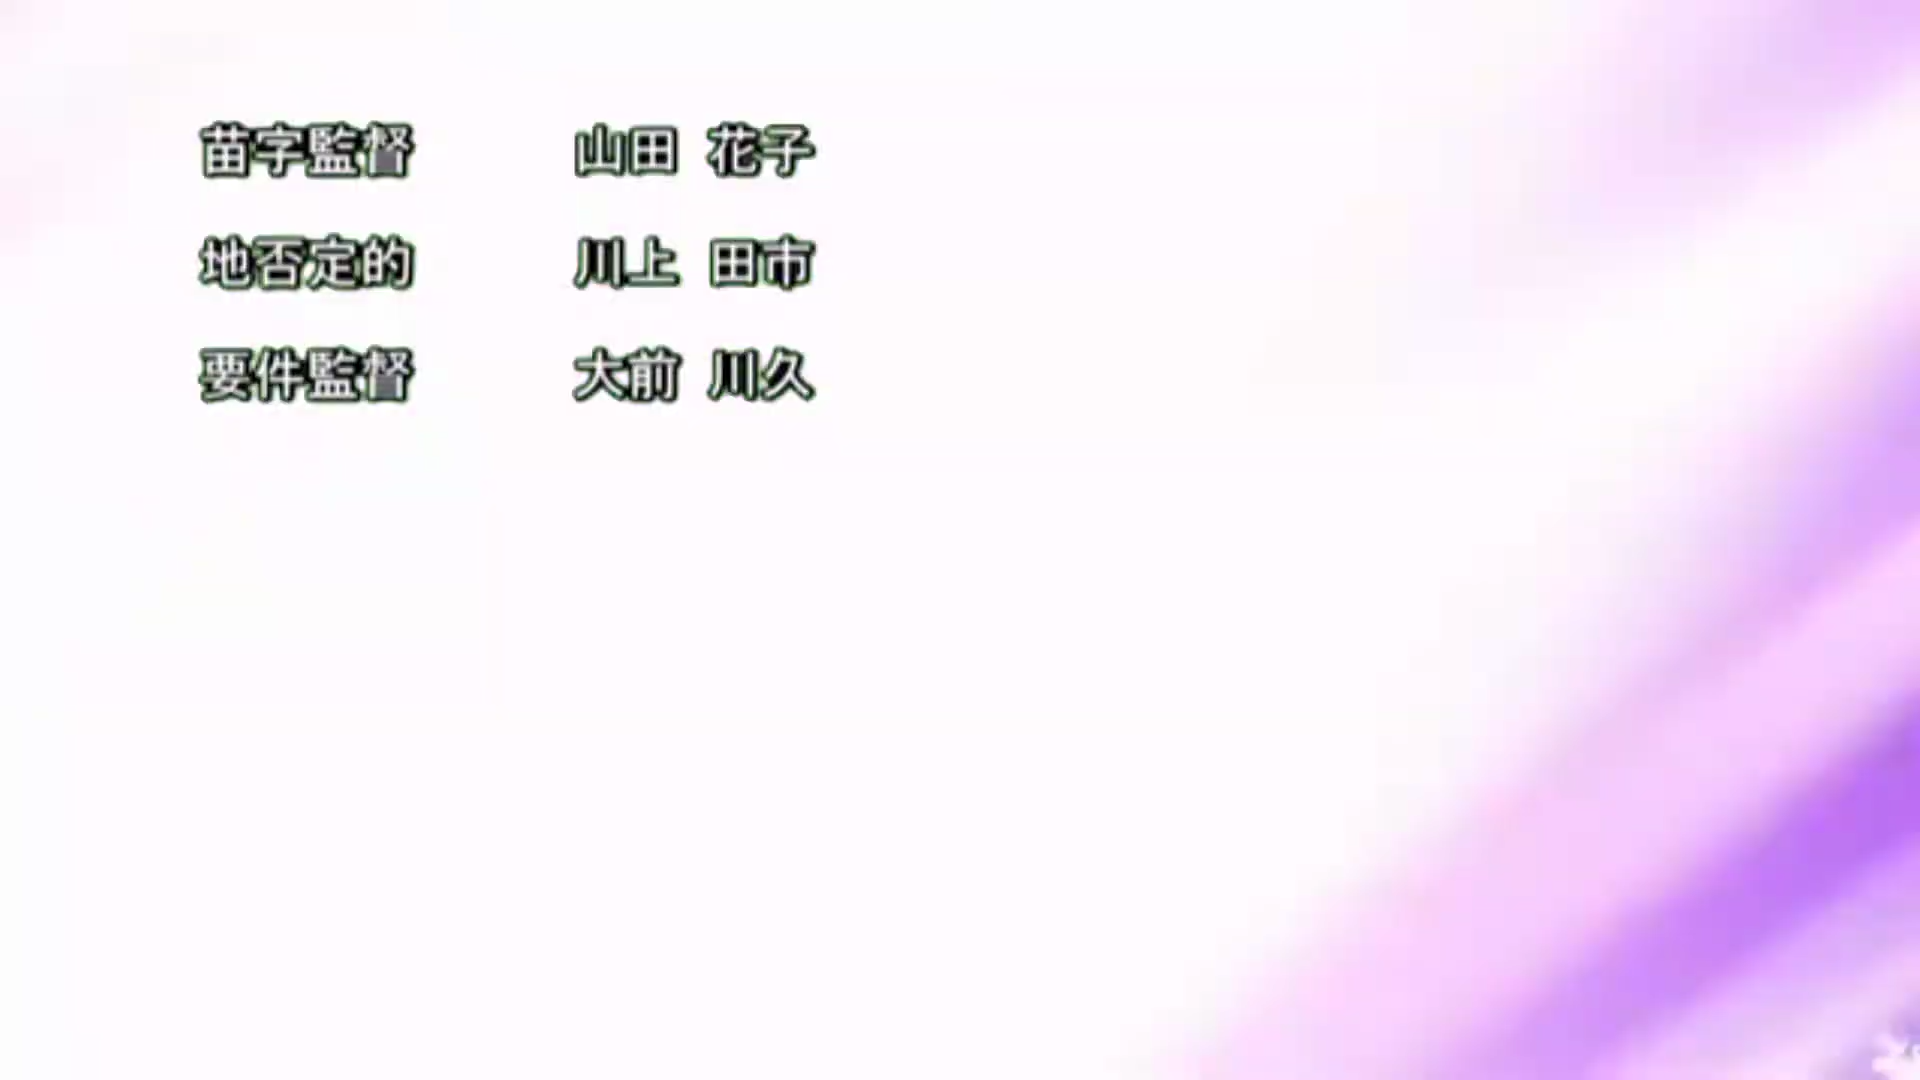 苗字監督 山田 花子
地否定的 川上 田市
要件監督 大前 川久